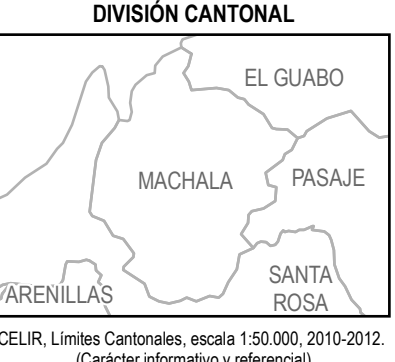 DIVISIÓN CANTONAL
EL GUABO
MACHALA
PASAJE
ARENILLAS
SANTA
ROSA
CELIR, Límites Cantonales, escala 1:50.000, 2010-2012.
(Carácter informativo y referencial)